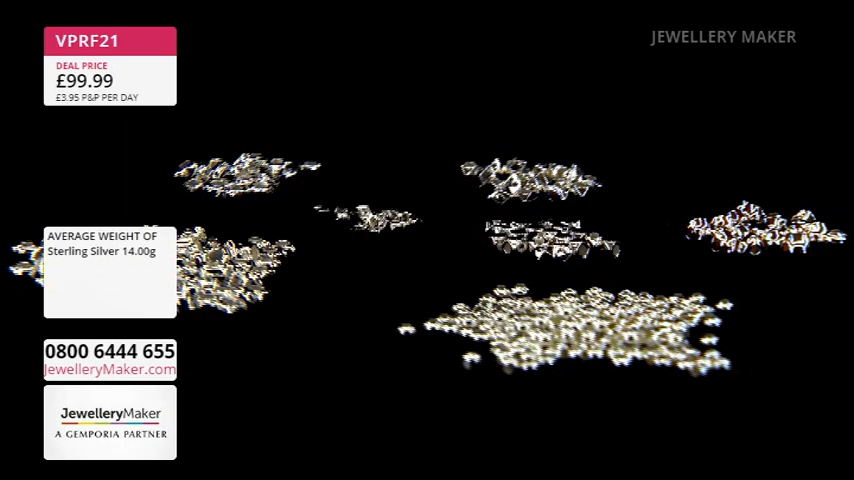 VPRF21
DEAL PRICE
£99.99
£3.95 P&P PER DAY
JEWELLERY MAKER
AVERAGE WEIGHT OF
Sterling Silver 14.00g
0800 6444 655
JewelleryMaker.com
JewelleryMaker
A GEMPORIA PARTNER